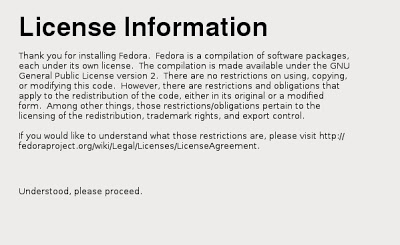 License Information
Thank you for installing Fedora. Fedora is a compilation of software packages,
each under its own license. The compilation is made available under the GNU
General Public License version 2. There are no restrictions on using, copying,
or modifying this code. However, there are restrictions and obligations that
apply to the redistribution of the code, either in its original or a modified
form. Among other things, those restrictions/obligations pertain to the
licensing of the redistribution, trademark rights, and export control.
If you would like to understand what those restrictions are, please visit http://
fedoraproject.org/wiki/Legal/Licenses/LicenseAgreement.
Understood, please proceed.